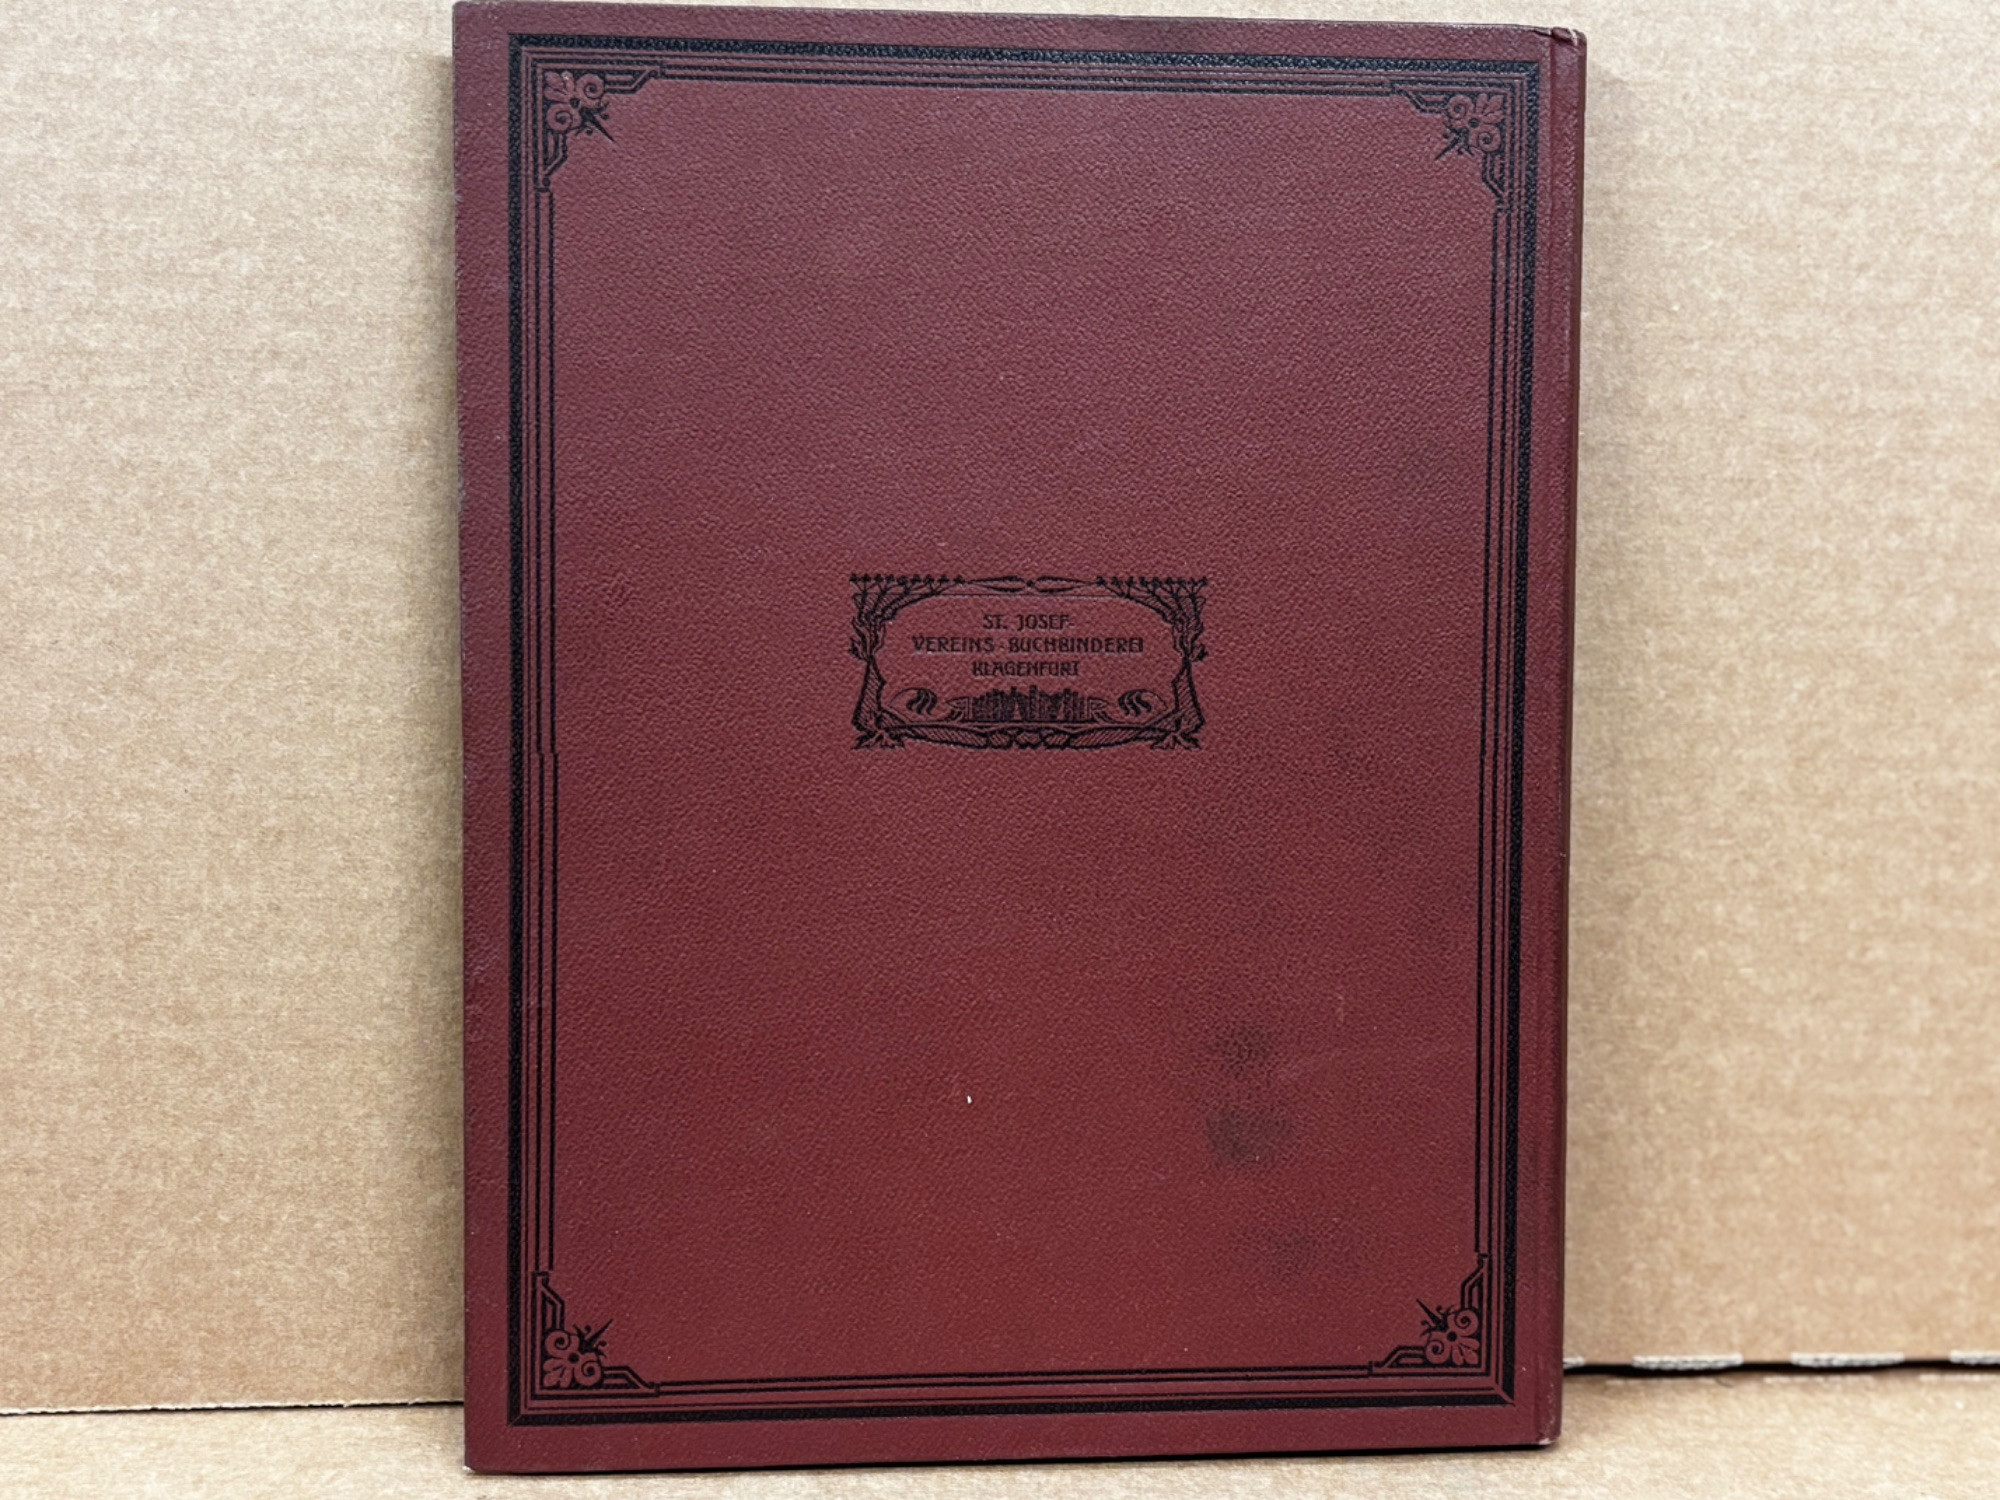 ST. JOSEF-
VEREINS-BUCHBINDEREI
KLAGENFURT